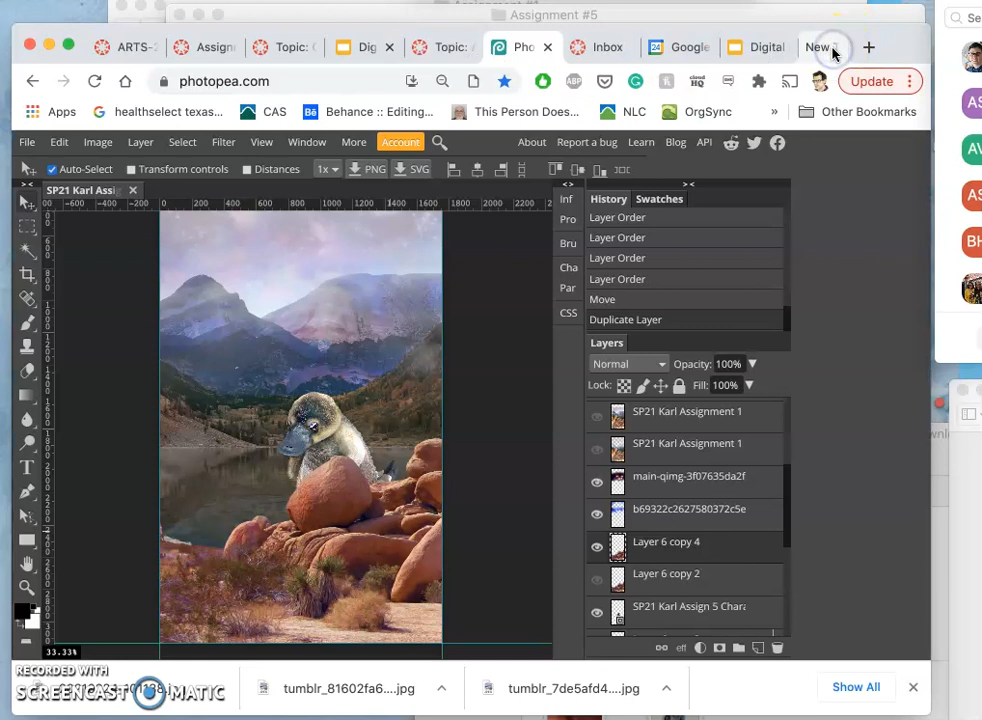 Assignment #5
ARTS-
Assign
Topic:
Dig
Topic:
Pho
Inbox
Google
Digital
New
photopea.com
Update
Apps
healthselect texas...
CAS
Behance :: Editing...
This Person Does...
NLC
OrgSync
»
Other Bookmarks
File Edit Image Layer Select Filter View Window More Account About Report a bug Learn Blog API
Auto-Select Transform controls Distances 1x PNG SVG
SP21 Karl Assi
History Swatches
Inf
Pro
Bru
Cha
Par
CSS
Layer Order
Layer Order
Layer Order
Layer Order
Move
Duplicate Layer
Layers
Normal Opacity: 100%
Lock: Fill: 100%
SP21 Karl Assignment 1
SP21 Karl Assignment 1
main-qimg-3f07635da2f
b69322c2627580372c5e
Layer 6 copy 4
Layer 6 copy 2
SP21 Karl Assign 5 Chara
33.33%
RECORDED WITH
SCREENCAST MATIC
tumblr_81602fa6....jpg
tumblr_7de5afd4....jpg
Show All